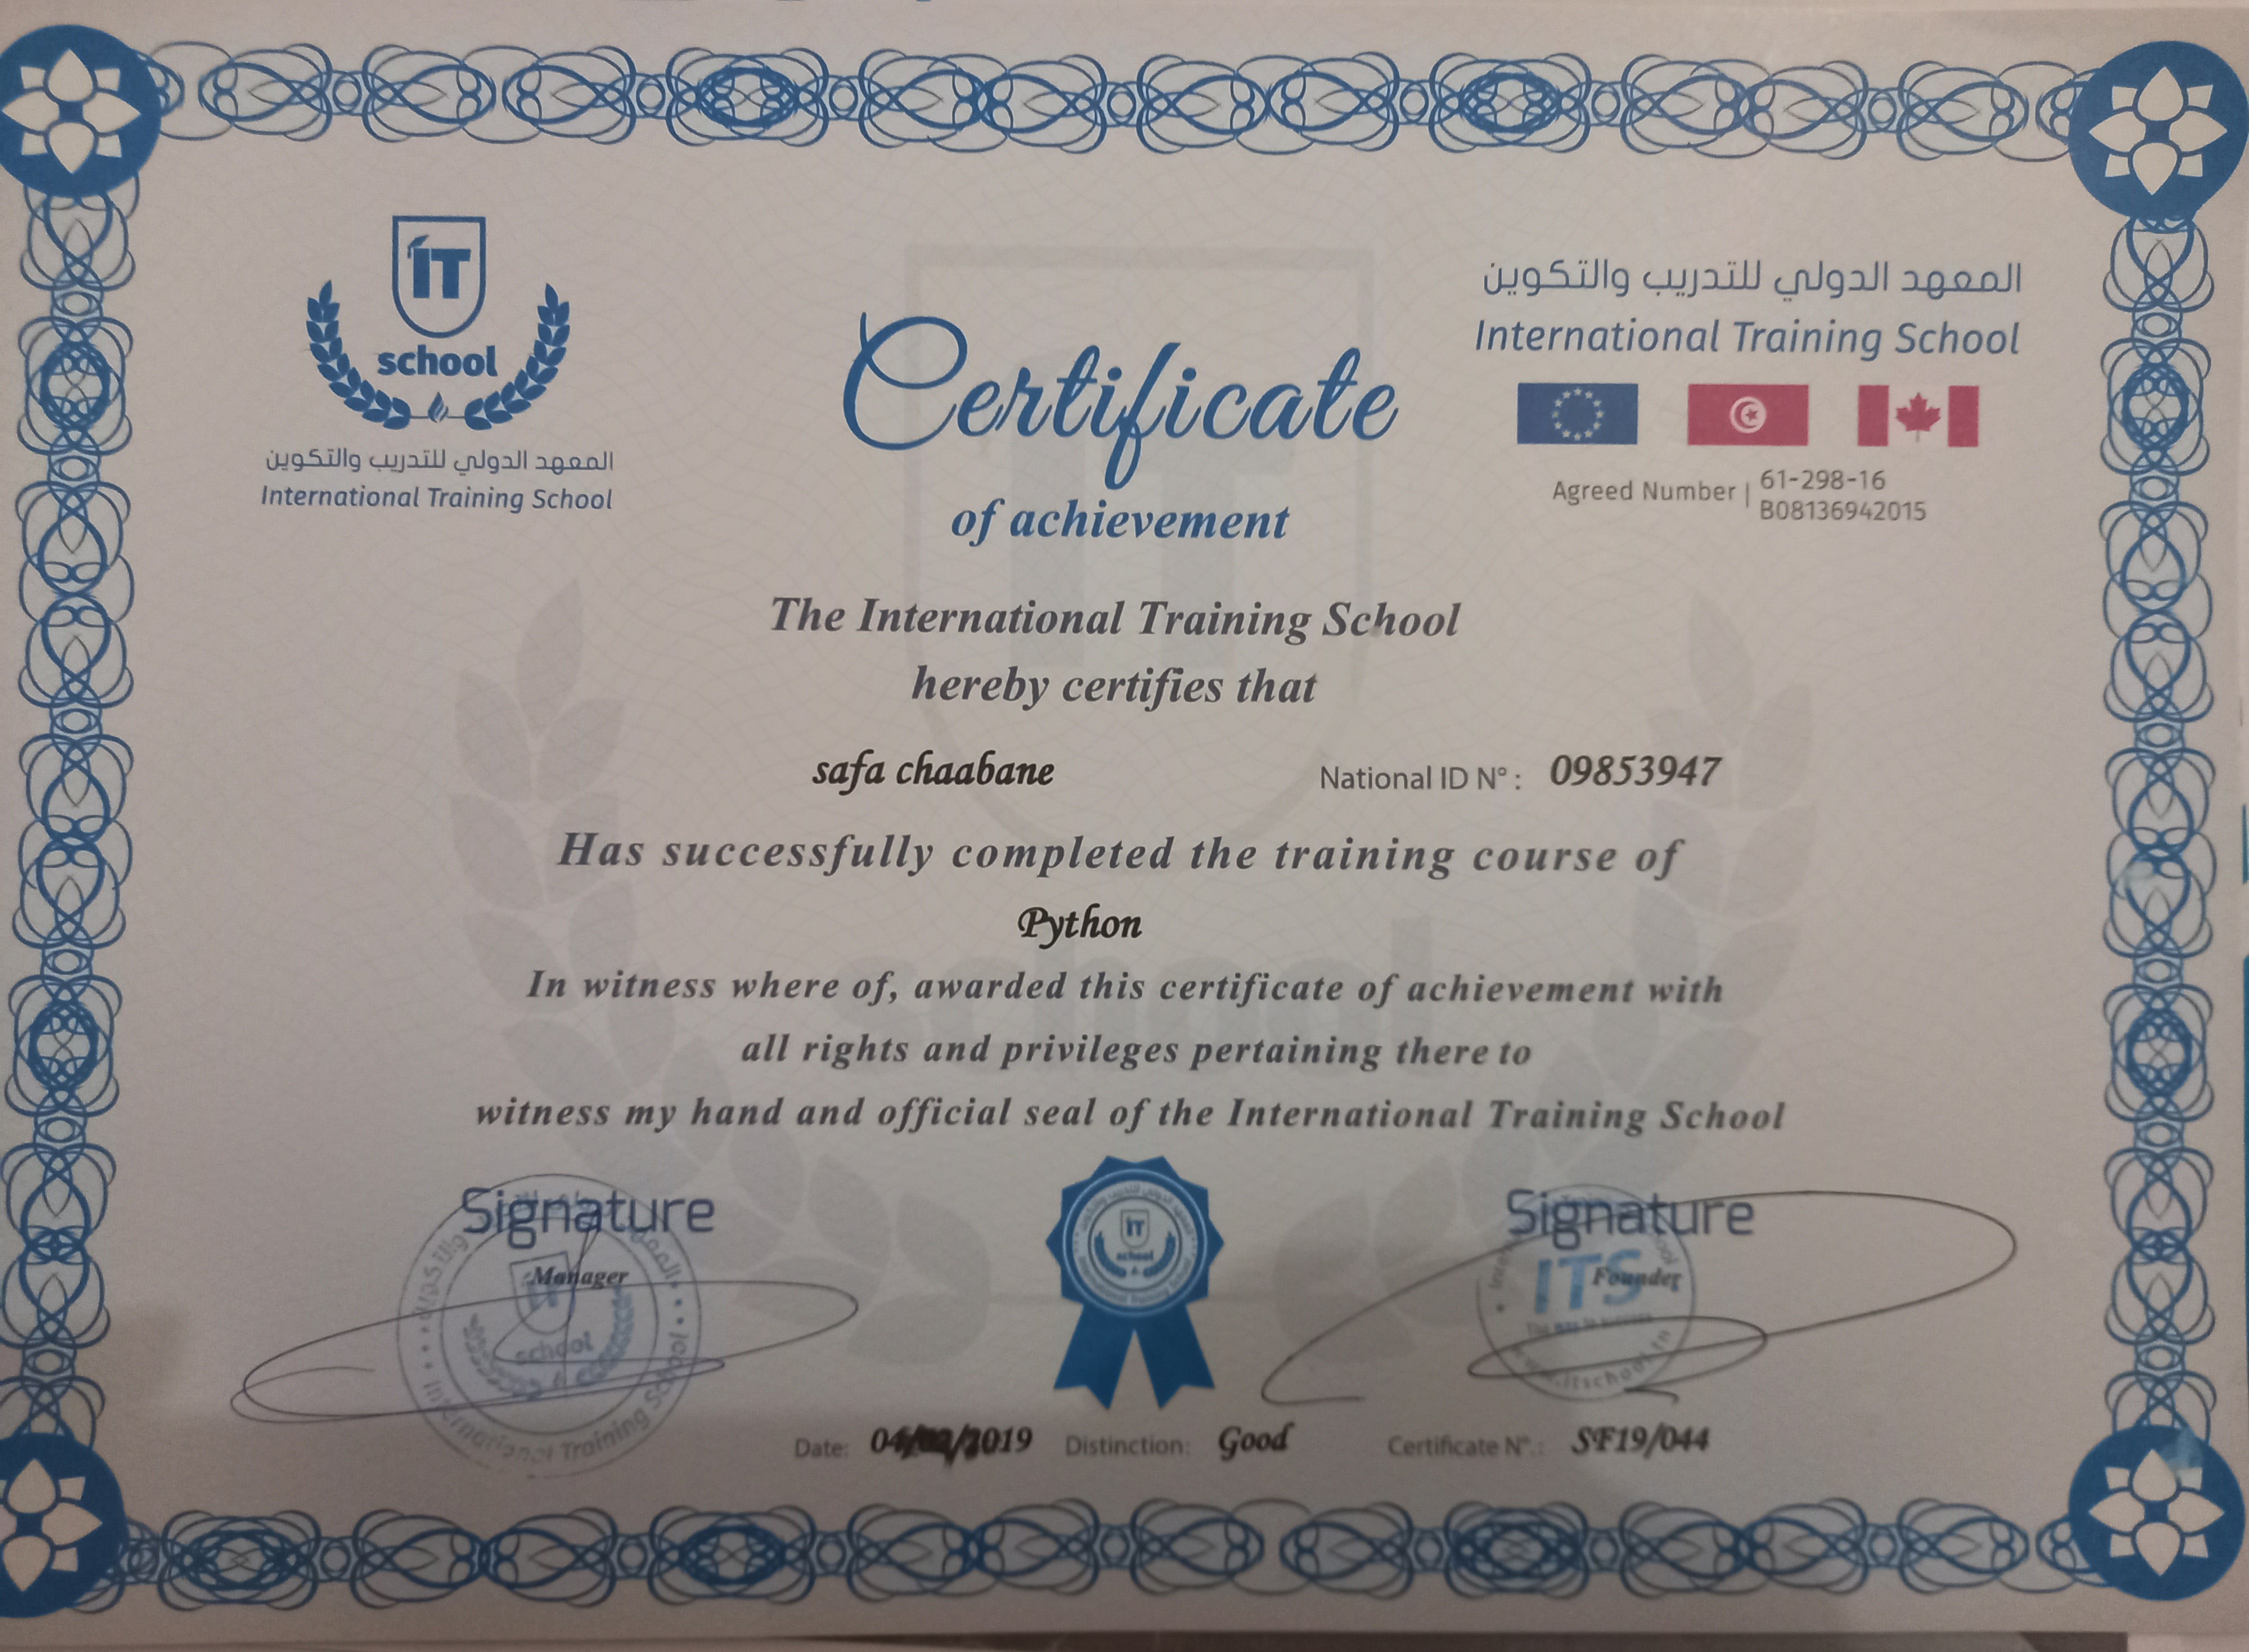 IT
school
المعهد الدولي للتدريب والتكوين
International Training School
المعهد الدولي للتدريب والتكوين
International Training School
Agreed Number | 61-298-16
B08136942015
Certificate
of achievement
The International Training School
hereby certifies that
safa chaabane National ID N° : 09853947
Has successfully completed the training course of
Python
In witness where of, awarded this certificate of achievement with
all rights and privileges pertaining there to
witness my hand and official seal of the International Training School
Signature
Manager
school
International Training School
IT
school
Signature
Founder
ITS
Date: 2019 Distinction: Good Certificate N°.: SF19/044